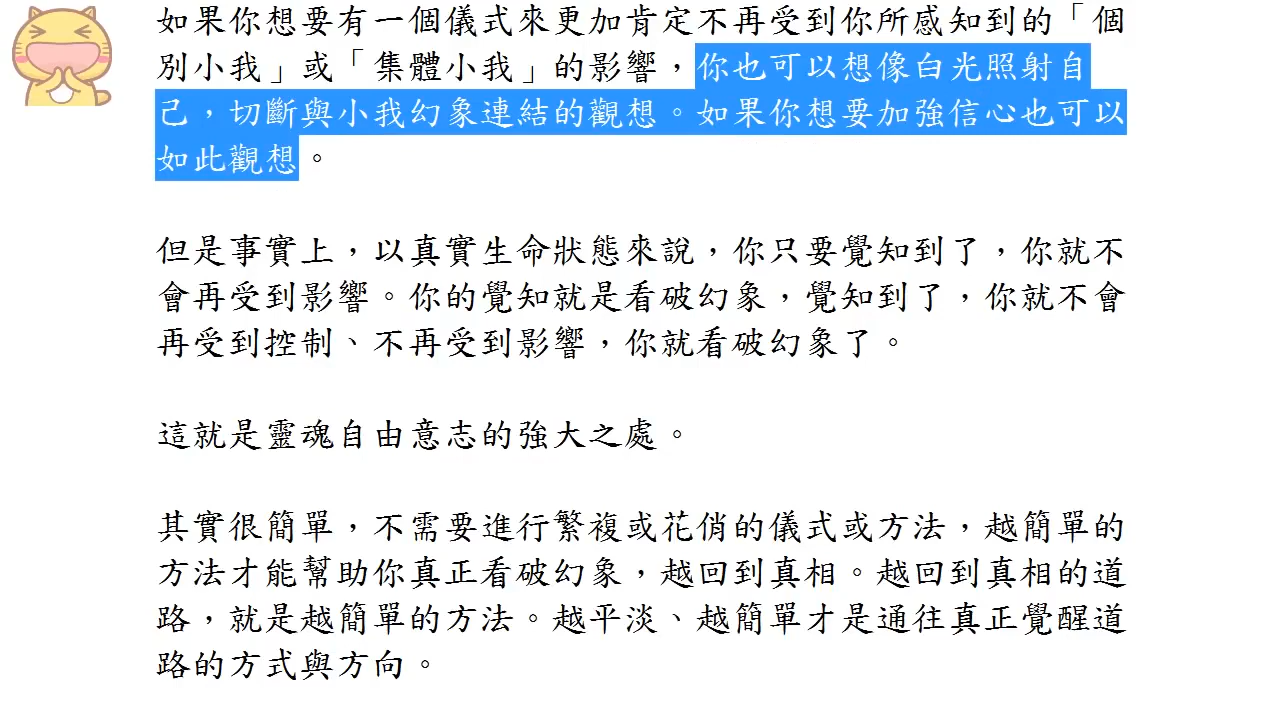 如果你想要有一個儀式來更加肯定不再受到你所感知到的「個
別小我」或「集體小我」的影響，你也可以想像白光照射自
己，切斷與小我幻象連結的觀想。如果你想要加強信心也可以
如此觀想。
但是事實上，以真實生命狀態來說，你只要覺知到了，你就不
會再受到影響。你的覺知就是看破幻象，覺知到了，你就不會
再受到控制、不再受到影響，你就看破幻象了。
這就是靈魂自由意志的強大之處。
其實很簡單，不需要進行繁複或花俏的儀式或方法，越簡單的
方法才能幫助你真正看破幻象，越回到真相。越回到真相的道
路，就是越簡單的方法。越平淡、越簡單才是通往真正覺醒道
路的方式與方向。